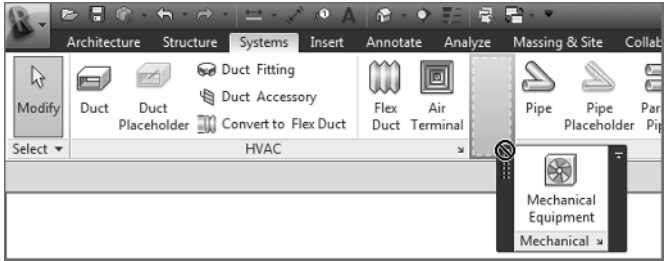 R A
Architecture Structure Systems Insert Annotate Analyze Massing & Site
Modify Duct Duct Placeholder Duct Fitting Duct Accessory Convert to Flex Duct Flex Duct Air Terminal Pipe Pipe Placeholder
Select HVAC
Mechanical
Equipment
Mechanical